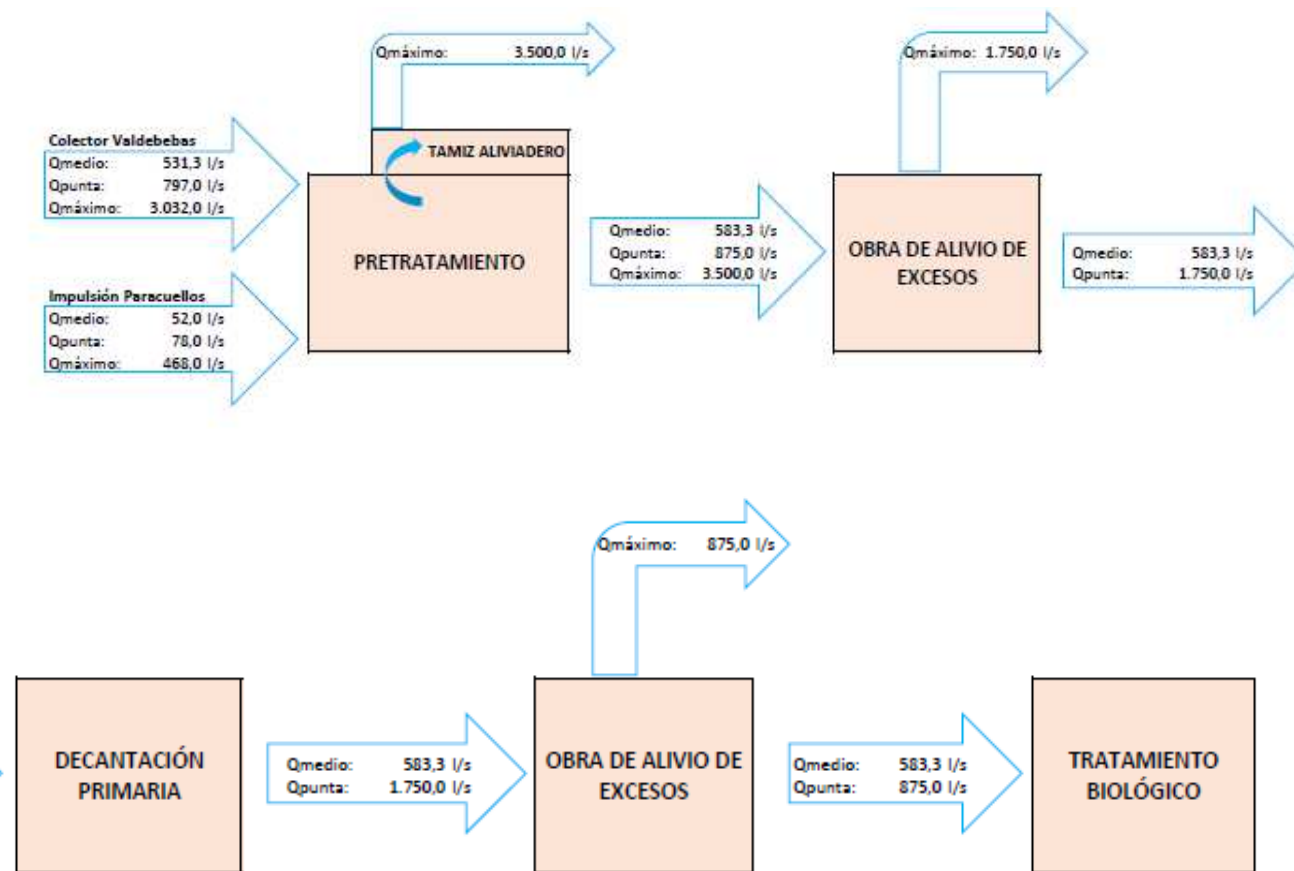 Qmáximo: 3.500,0 l/s
Qmáximo: 1.750,0 l/s
Colector Valdebebas
Qmedio: 531,3 l/s
Qpunta: 797,0 l/s
Qmáximo: 3.032,0 l/s
TAMIZ ALIVIADERO
PRETRATAMIENTO
Impulsión Paracuellos
Qmedio: 52,0 l/s
Qpunta: 78,0 l/s
Qmáximo: 468,0 l/s
Qmedio: 583,3 l/s
Qpunta: 875,0 l/s
Qmáximo: 3.500,0 l/s
OBRA DE ALIVIO DE
EXCESOS
Qmedio: 583,3 l/s
Qpunta: 1.750,0 l/s
Qmáximo: 875,0 l/s
DECANTACIÓN
PRIMARIA
Qmedio: 583,3 l/s
Qpunta: 1.750,0 l/s
OBRA DE ALIVIO DE
EXCESOS
Qmedio: 583,3 l/s
Qpunta: 875,0 l/s
TRATAMIENTO
BIOLÓGICO